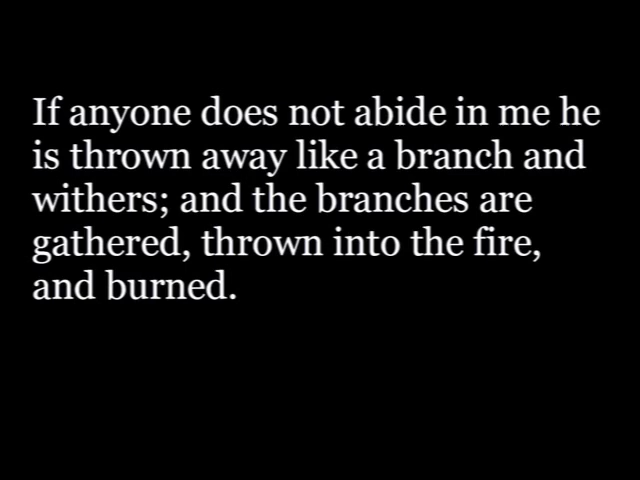 If anyone does not abide in me he
is thrown away like a branch and
withers; and the branches are
gathered, thrown into the fire,
and burned.